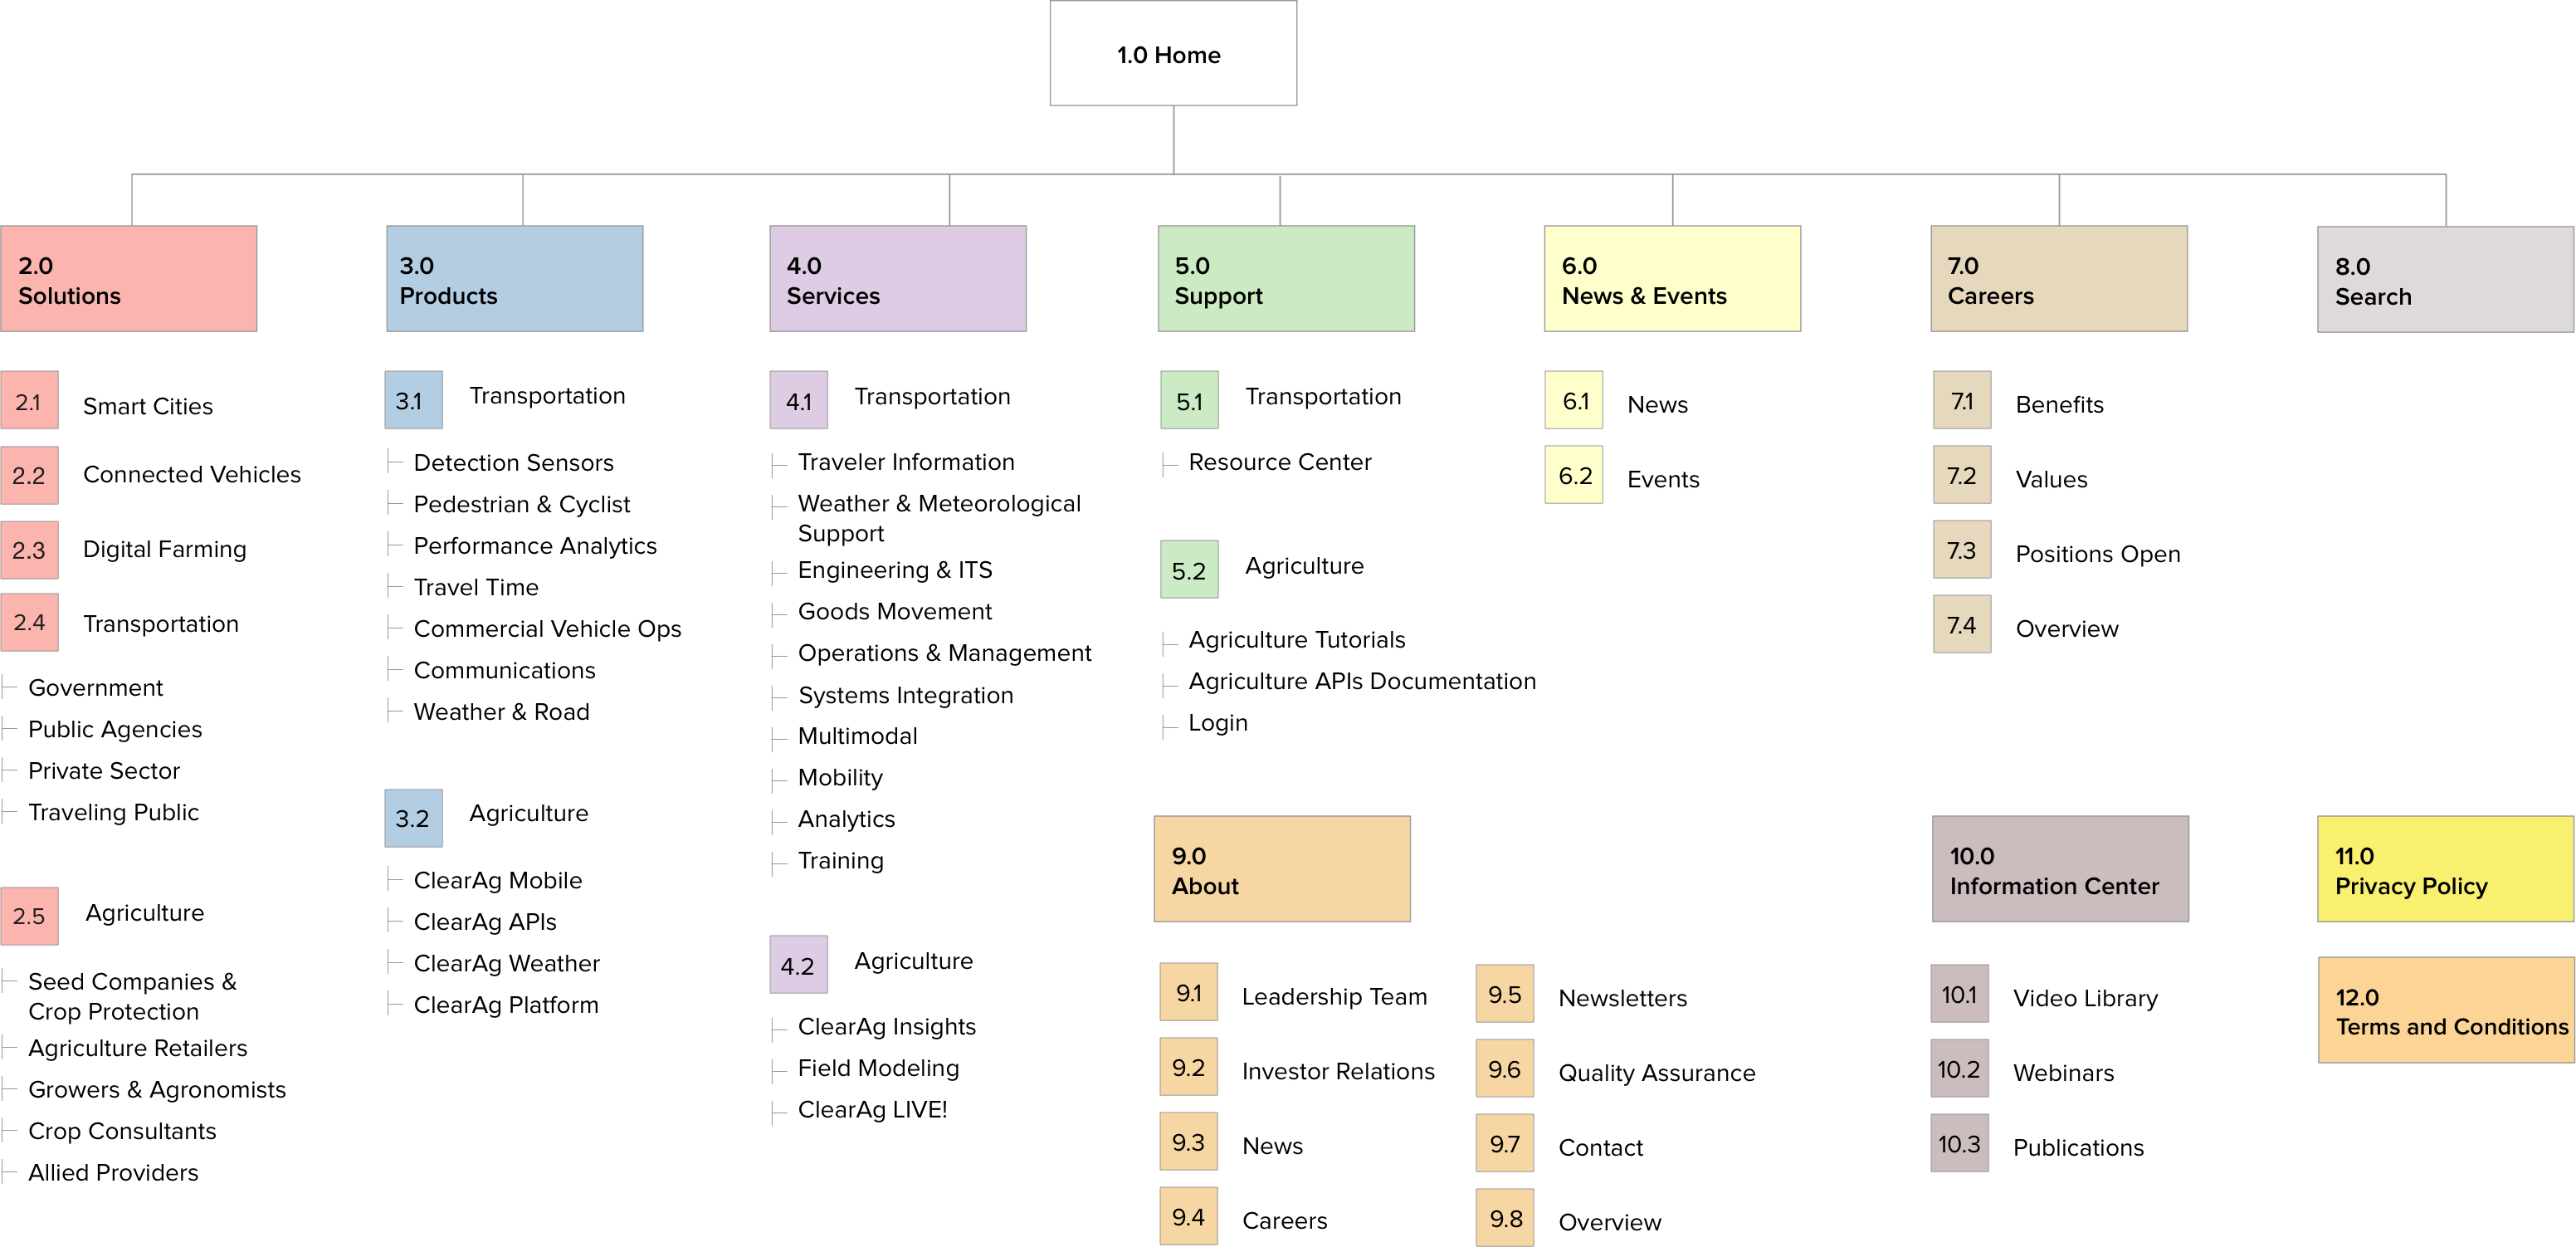 1.0 Home
2.0
Solutions
2.1
Smart Cities
2.2
Connected Vehicles
2.3
Digital Farming
2.4
Transportation
Government
Public Agencies
Private Sector
Traveling Public
2.5
Agriculture
Seed Companies &
Crop Protection
Agriculture Retailers
Growers & Agronomists
Crop Consultants
Allied Providers
3.0
Products
3.1
Transportation
Detection Sensors
Pedestrian & Cyclist
Performance Analytics
Travel Time
Commercial Vehicle Ops
Communications
Weather & Road
3.2
Agriculture
ClearAg Mobile
ClearAg APIs
ClearAg Weather
ClearAg Platform
4.0
Services
4.1
Transportation
Traveler Information
Weather & Meteorological
Support
Engineering & ITS
Goods Movement
Operations & Management
Systems Integration
Multimodal
Mobility
Analytics
Training
4.2
Agriculture
ClearAg Insights
Field Modeling
ClearAg LIVE!
5.0
Support
5.1
Transportation
Resource Center
5.2
Agriculture
Agriculture Tutorials
Agriculture APIs Documentation
Login
6.0
News & Events
6.1
News
6.2
Events
7.0
Careers
7.1
Benefits
7.2
Values
7.3
Positions Open
7.4
Overview
8.0
Search
9.0
About
9.1
Leadership Team
9.2
Investor Relations
9.3
News
9.4
Careers
9.5
Newsletters
9.6
Quality Assurance
9.7
Contact
9.8
Overview
10.0
Information Center
10.1
Video Library
10.2
Webinars
10.3
Publications
11.0
Privacy Policy
12.0
Terms and Conditions